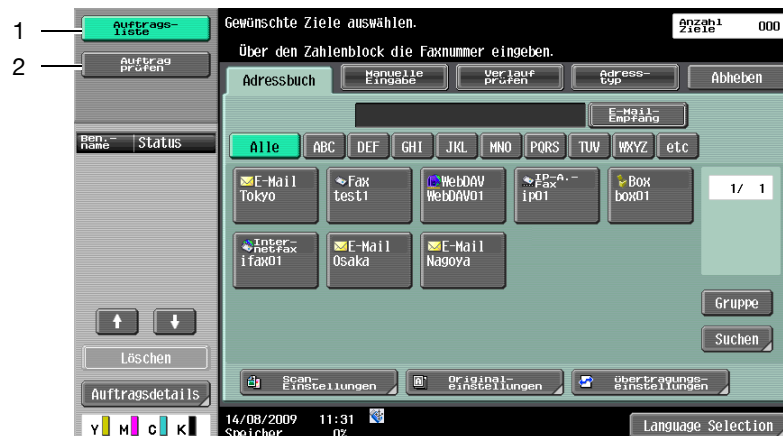 1
Auftrags-
liste
2
Auftrag
prüfen
Gewünschte Ziele auswählen.
Über den Zahlenblock die Faxnummer eingeben.
Anzahl
Ziele 000
Adressbuch
Manuelle
Eingabe
Verlauf
prüfen
Adress-
typ
Abheben
E-Mail-
Empfang
Ben.-
name
Status
Alle ABC DEF GHI JKL MNO PQRS TUV WXYZ etc
E-Mail
Tokyo
Fax
test1
WebDAV
WebDAV01
IP-A.-
Fax
ip01
Box
box01
1/ 1
Inter-
netfax
ifax01
E-Mail
Osaka
E-Mail
Nagoya
Gruppe
Suchen
Löschen
Auftragsdetails
Scan-
Einstellungen
Original-
einstellungen
übertragungs-
einstellungen
Y M C K
14/08/2009 11:31
Speicher 0%
Language Selection